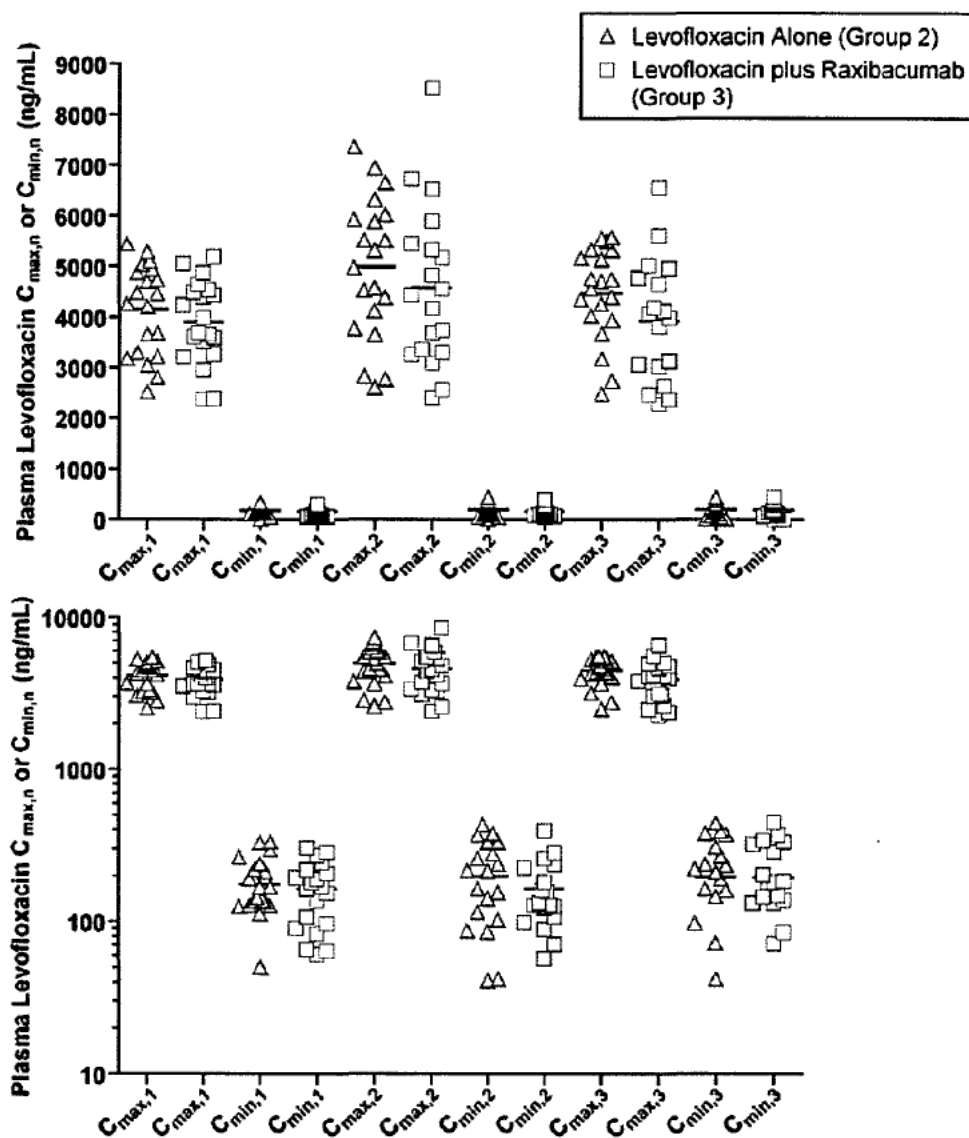 Levofloxacin Alone (Group 2)
Levofloxacin plus Raxibacumab
(Group 3)
Plasma Levofloxacin Cmax,n or Cmin,n (ng/mL)
9000
8000
7000
6000
5000
4000
3000
2000
1000
0
Cmax,1
Cmax,1
Cmin,1
Cmin,1
Cmax,2
Cmax,2
Cmin,2
Cmin,2
Cmax,3
Cmax,3
Cmin,3
Cmin,3
Plasma Levofloxacin Cmax,n or Cmin,n (ng/mL)
10000
1000
100
10
Cmax,1
Cmax,1
Cmin,1
Cmin,1
Cmax,2
Cmax,2
Cmin,2
Cmin,2
Cmax,3
Cmax,3
Cmin,3
Cmin,3